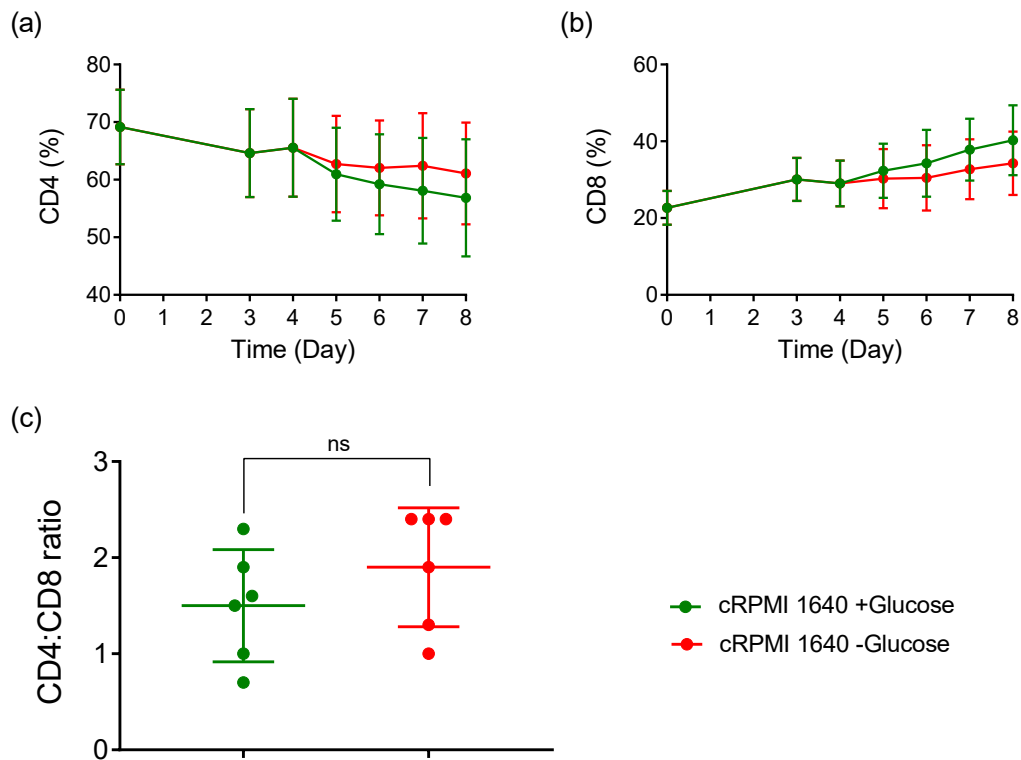 (a)
(b)
80
70
60
50
40
CD4 (%)
0 1 2 3 4 5 6 7 8
Time (Day)
60
40
20
0
CD8 (%)
0 1 2 3 4 5 6 7 8
Time (Day)
(c)
ns
3
2
1
0
CD4:CD8 ratio
cRPMI 1640 +Glucose
cRPMI 1640 -Glucose